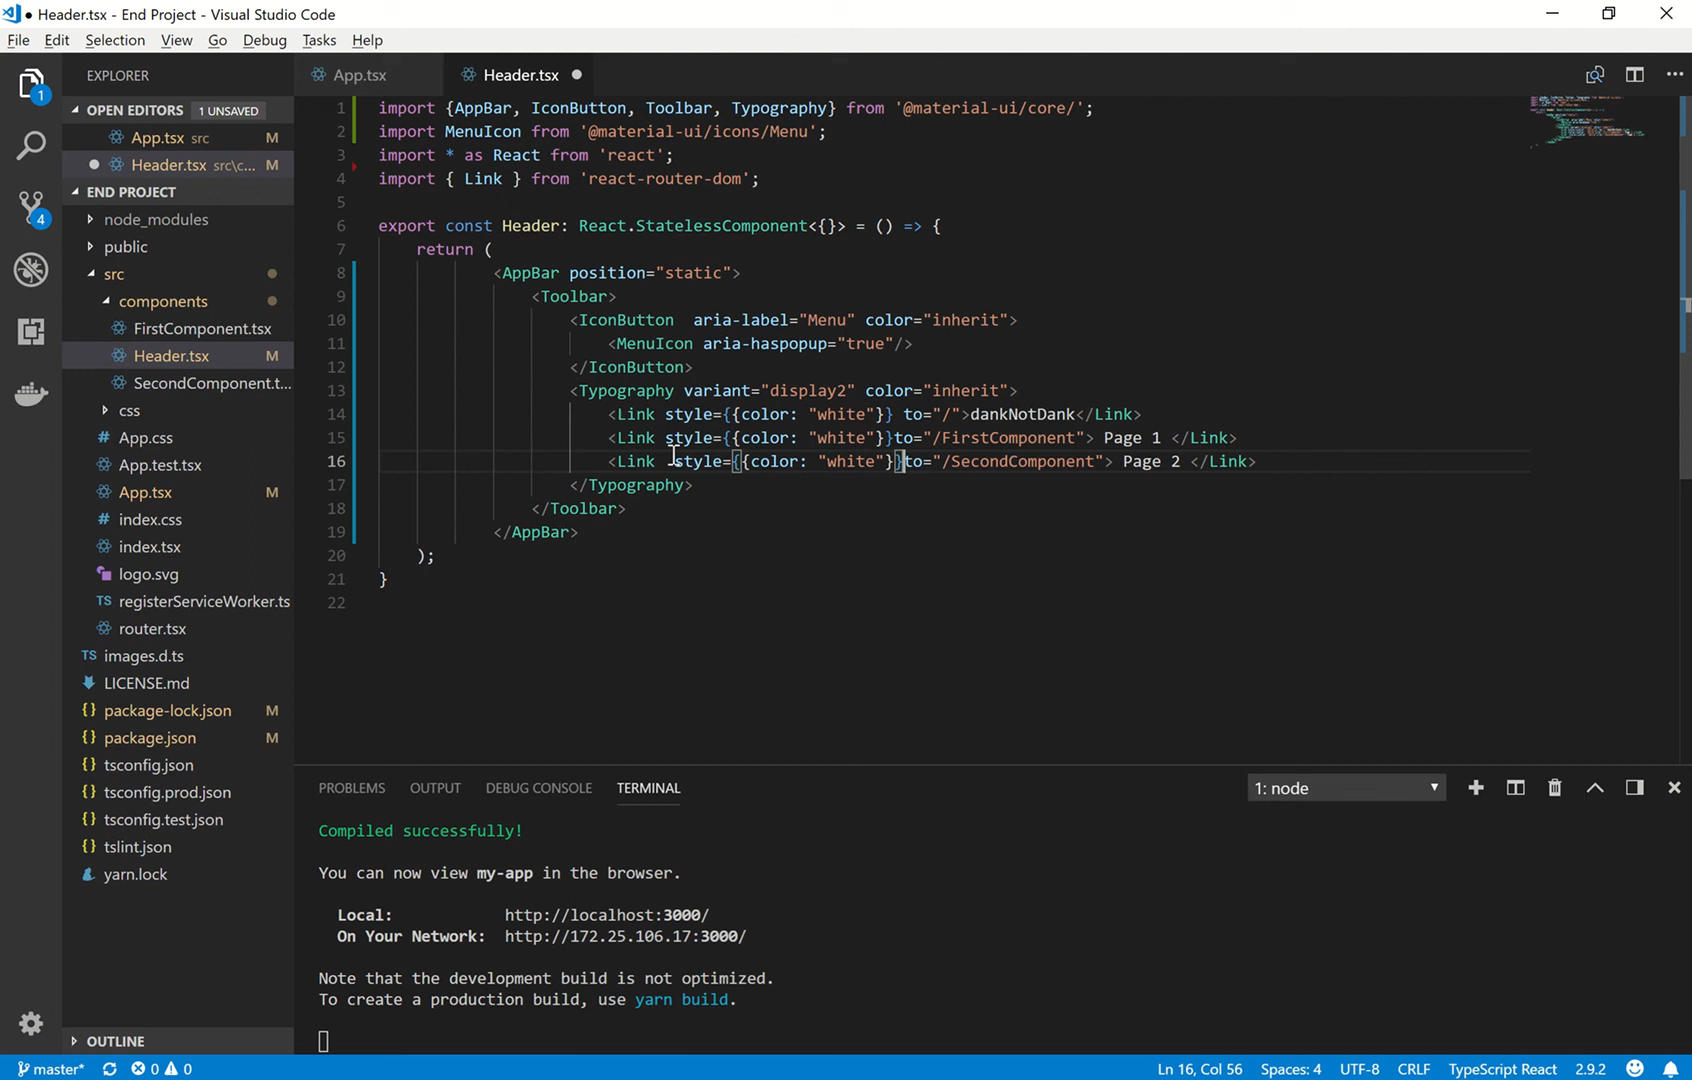 Header.tsx - End Project - Visual Studio Code
File Edit Selection View Go Debug Tasks Help
EXPLORER
OPEN EDITORS 1 UNSAVED
App.tsx src M
Header.tsx src\c... M
END PROJECT
node_modules
public
src
components
FirstComponent.tsx
Header.tsx M
SecondComponent.t...
css
App.css
App.test.tsx
App.tsx M
index.css
index.tsx
logo.svg
TS registerServiceWorker.ts
router.tsx
TS images.d.ts
LICENSE.md
{} package-lock.json M
{} package.json M
{} tsconfig.json
{} tsconfig.prod.json
{} tsconfig.test.json
{} tslint.json
yarn.lock
OUTLINE
1
4
App.tsx Header.tsx
1 import {AppBar, IconButton, Toolbar, Typography} from '@material-ui/core/';
2 import MenuIcon from '@material-ui/icons/Menu';
3 import * as React from 'react';
4 import { Link } from 'react-router-dom';
5
6 export const Header: React.StatelessComponent<{}> = () => {
7 return (
8 <AppBar position="static">
9 <Toolbar>
10 <IconButton  aria-label="Menu" color="inherit">
11 <MenuIcon aria-haspopup="true"/>
12 </IconButton>
13 <Typography variant="display2" color="inherit">
14 <Link style={{color: "white"}} to="/">dankNotDank</Link>
15 <Link style={{color: "white"}}to="/FirstComponent"> Page 1 </Link>
16 <Link  style={{color: "white"}}to="/SecondComponent"> Page 2 </Link>
17 </Typography>
18 </Toolbar>
19 </AppBar>
20 );
21 }
22
PROBLEMS OUTPUT DEBUG CONSOLE TERMINAL 1: node
Compiled successfully!
You can now view my-app in the browser.
Local: http://localhost:3000/
On Your Network: http://172.25.106.17:3000/
Note that the development build is not optimized.
To create a production build, use yarn build.
master* 0 0 Ln 16, Col 56 Spaces: 4 UTF-8 CRLF TypeScript React 2.9.2